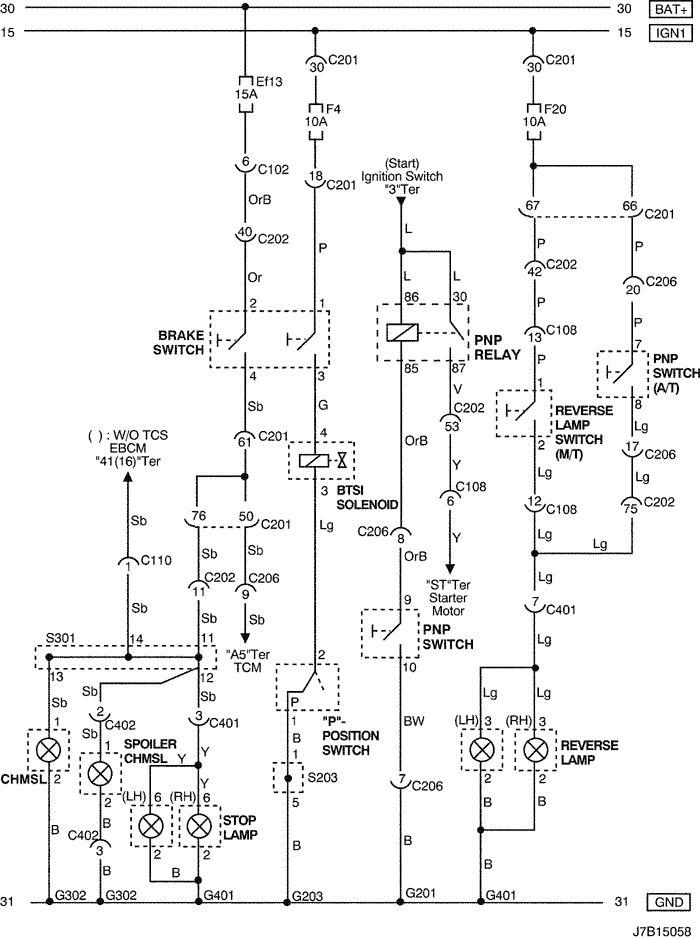 30
30
BAT+
15
15
IGN1
C201
30
C201
30
Ef13
15A
F4
10A
F20
10A
6
C102
18
C201
(Start)
Ignition Switch
"3"Ter
OrB
67
66
C201
40
C202
P
L
P
P
Or
L
L
42
C202
20
C206
2
1
86
30
P
P
BRAKE
SWITCH
PNP
RELAY
13
C108
7
PNP
SWITCH
(A/T)
4
3
85
87
P
1
8
Sb
G
V
REVERSE
LAMP
SWITCH
(M/T)
2
Lg
( ) : W/O TCS
EBCM
"41(16)"Ter
61
C201
4
OrB
C202
53
17
C206
BTSI
SOLENOID
3
Y
Lg
Lg
76
50
C201
Lg
C108
6
12
C108
75
C202
Sb
Sb
Sb
C206
8
Y
Lg
Lg
OrB
C110
1
C202
11
C206
9
"ST"Ter
Starter
Motor
Lg
Sb
Sb
Sb
9
7
C401
S301
14
11
"A5"Ter
TCM
PNP
SWITCH
Lg
13
12
2
10
Sb
Sb
Sb
P
Lg
Lg
2
C402
3
C401
1
"P"-
POSITION
SWITCH
BW
(LH)
3
(RH)
3
1
Sb
B
1
SPOILER
CHMSL
Y
Y
1
REVERSE
LAMP
CHMSL
2
S203
7
C206
2
2
2
(LH)
6
(RH)
6
5
B
B
C402
3
B
STOP
LAMP
B
2
2
B
B
B
B
B
31
G302
G302
G401
G203
G201
G401
31
GND
J7B15058